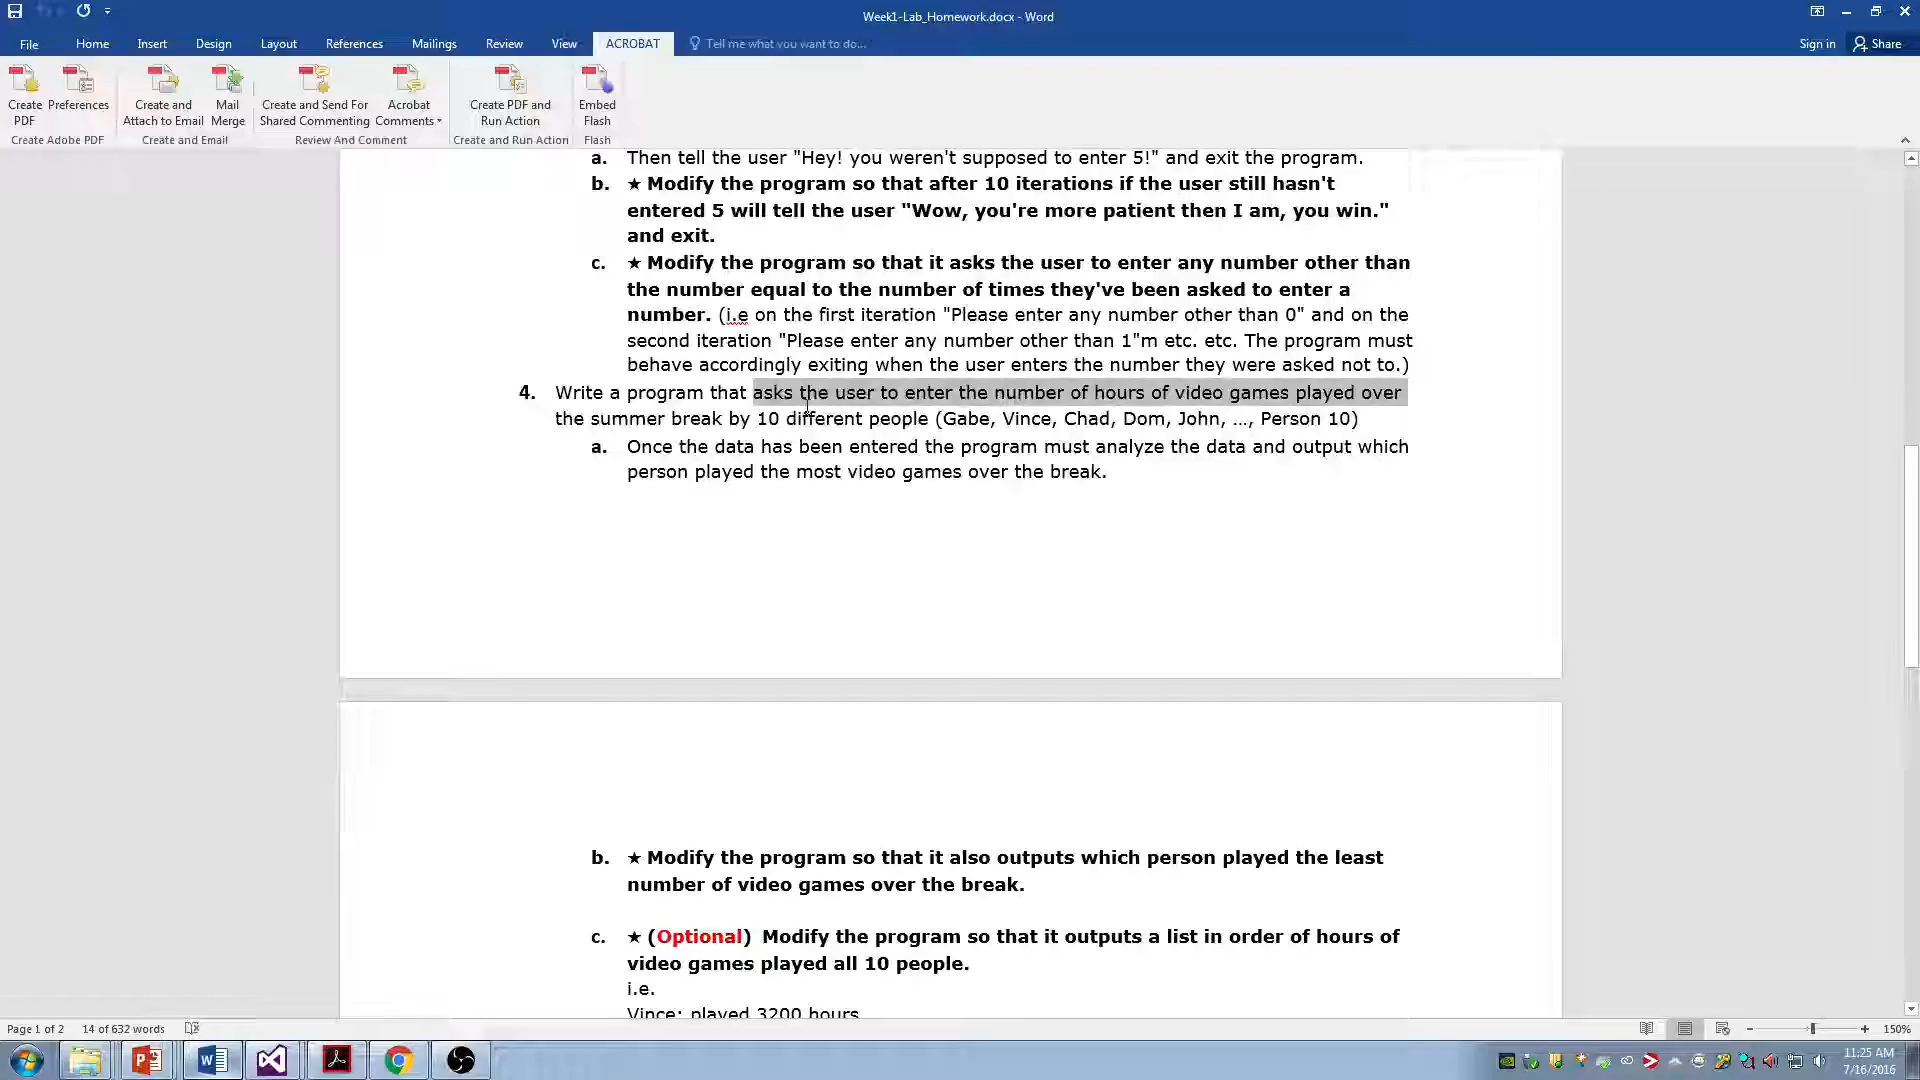 Week1-Lab_Homework.docx - Word
File Home Insert Design Layout References Mailings Review View ACROBAT Tell me what you want to do... Sign in Share
Create PDF
Preferences
Create and Attach to Email
Mail Merge
Create and Send For Shared Commenting
Acrobat Comments
Create PDF and Run Action
Embed Flash
Create Adobe PDF Create and Email Review And Comment Create and Run Action Flash
a. Then tell the user "Hey! you weren't supposed to enter 5!" and exit the program.
b. ★ Modify the program so that after 10 iterations if the user still hasn't
entered 5 will tell the user "Wow, you're more patient then I am, you win."
and exit.
c. ★ Modify the program so that it asks the user to enter any number other than
the number equal to the number of times they've been asked to enter a
number. (i.e on the first iteration "Please enter any number other than 0" and on the
second iteration "Please enter any number other than 1"m etc. etc. The program must
behave accordingly exiting when the user enters the number they were asked not to.)
4. Write a program that asks the user to enter the number of hours of video games played over
the summer break by 10 different people (Gabe, Vince, Chad, Dom, John, ..., Person 10)
a. Once the data has been entered the program must analyze the data and output which
person played the most video games over the break.
b. ★ Modify the program so that it also outputs which person played the least
number of video games over the break.
c. ★ (Optional) Modify the program so that it outputs a list in order of hours of
video games played all 10 people.
i.e.
Vince: played 3200 hours
Page 1 of 2 14 of 632 words 150%
11:25 AM
7/16/2016